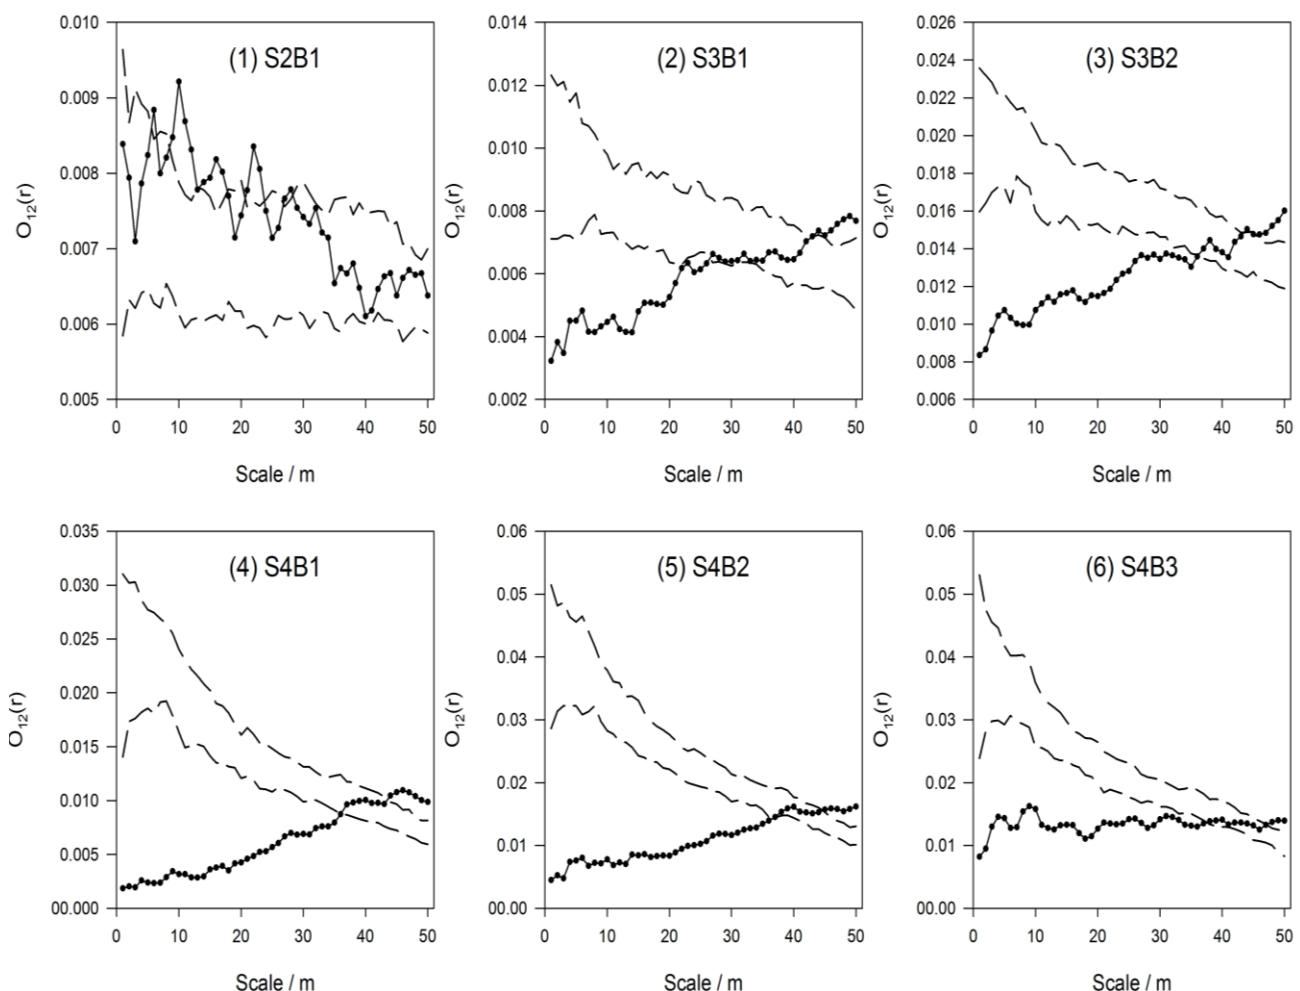 (1) S2B1
0.010
0.009
0.008
0.007
0.006
0.005
O12(r)
0 10 20 30 40 50
Scale / m
(2) S3B1
0.014
0.012
0.010
0.008
0.006
0.004
0.002
O12(r)
0 10 20 30 40 50
Scale / m
(3) S3B2
0.026
0.024
0.022
0.020
0.018
0.016
0.014
0.012
0.010
0.008
0.006
O12(r)
0 10 20 30 40 50
Scale / m
(4) S4B1
0.035
0.030
0.025
0.020
0.015
0.010
0.005
00.000
O12(r)
0 10 20 30 40 50
Scale / m
(5) S4B2
0.06
0.05
0.04
0.03
0.02
0.01
00.00
O12(r)
0 10 20 30 40 50
Scale / m
(6) S4B3
0.06
0.05
0.04
0.03
0.02
0.01
00.00
O12(r)
0 10 20 30 40 50
Scale / m